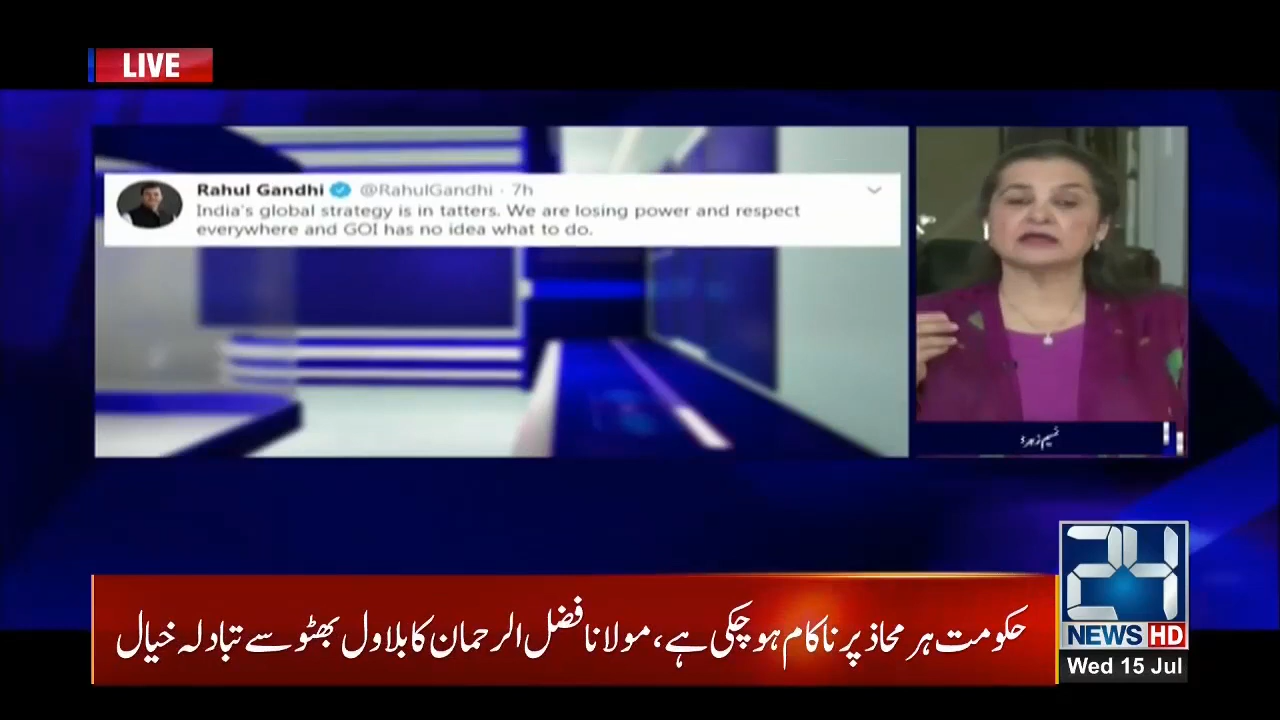 LIVE
Rahul Gandhi @RahulGandhi · 7h
India's global strategy is in tatters. We are losing power and respect
everywhere and GOI has no idea what to do.
نسیم زہرہ
حکومت ہر محاذ پر ناکام ہو چکی ہے، مولانا فضل الرحمان کا بلاول بھٹو سے تبادلہ خیال
24
NEWS HD
Wed 15 Jul